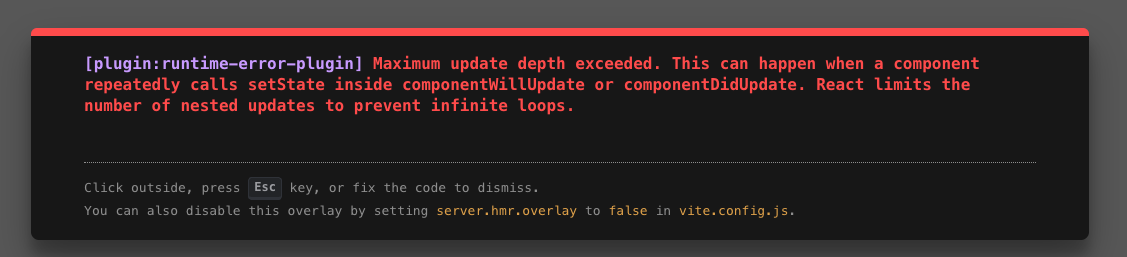 [plugin:runtime-error-plugin] Maximum update depth exceeded. This can happen when a component
repeatedly calls setState inside componentWillUpdate or componentDidUpdate. React limits the
number of nested updates to prevent infinite loops.
Click outside, press Esc key, or fix the code to dismiss.
You can also disable this overlay by setting server.hmr.overlay to false in vite.config.js.